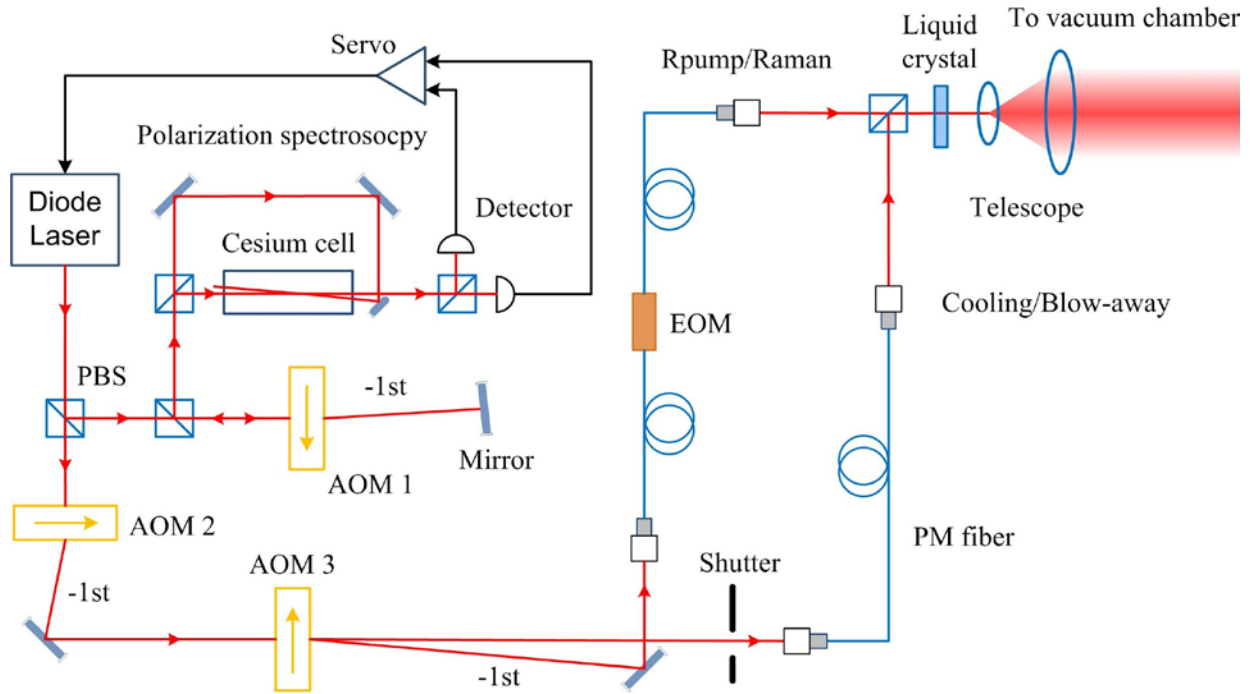 Servo
Rpump/Raman
Liquid
crystal
To vacuum chamber
Polarization spectrosocpy
Diode
Laser
Detector
Cesium cell
Telescope
EOM
Cooling/Blow-away
PBS
-1st
Mirror
AOM 1
AOM 2
PM fiber
-1st
AOM 3
Shutter
-1st